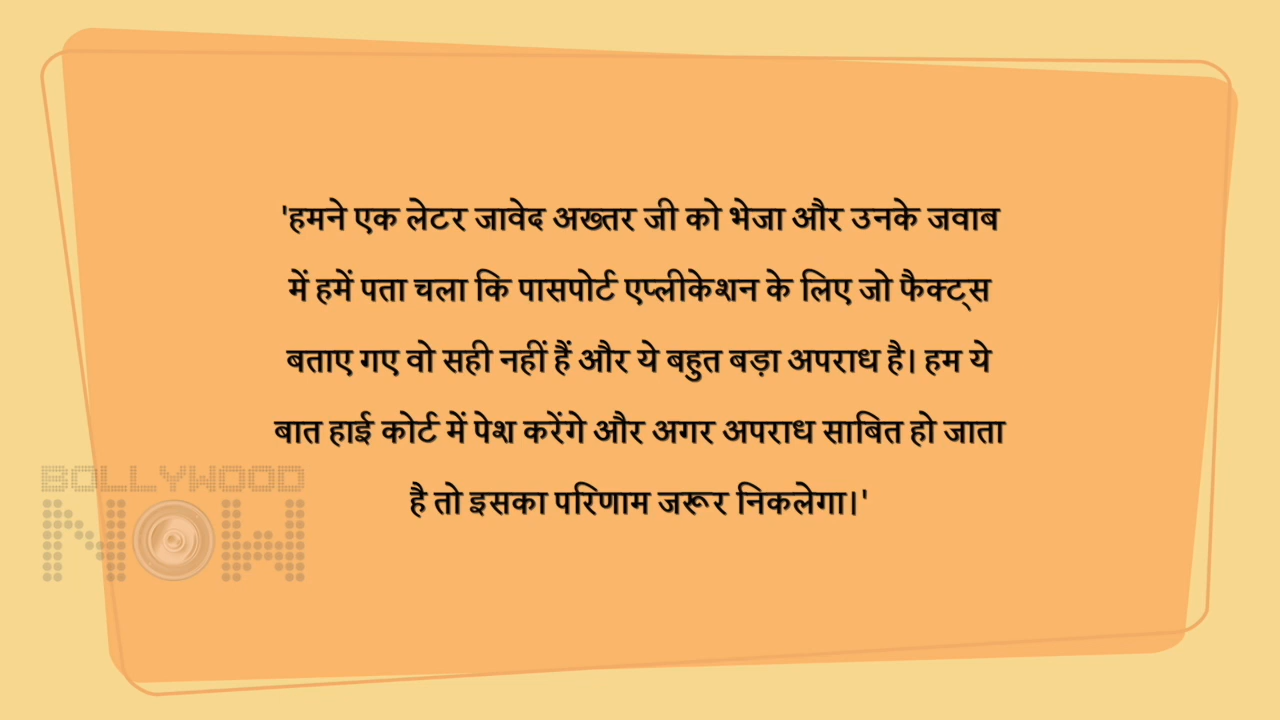 'हमने एक लेटर जावेद अख्तर जी को भेजा और उनके जवाब
में हमें पता चला कि पासपोर्ट एप्लीकेशन के लिए जो फैक्ट्स
बताए गए वो सही नहीं हैं और ये बहुत बड़ा अपराध है। हम ये
बात हाई कोर्ट में पेश करेंगे और अगर अपराध साबित हो जाता
है तो इसका परिणाम जरूर निकलेगा।'
BOLLYWOOD
NOW